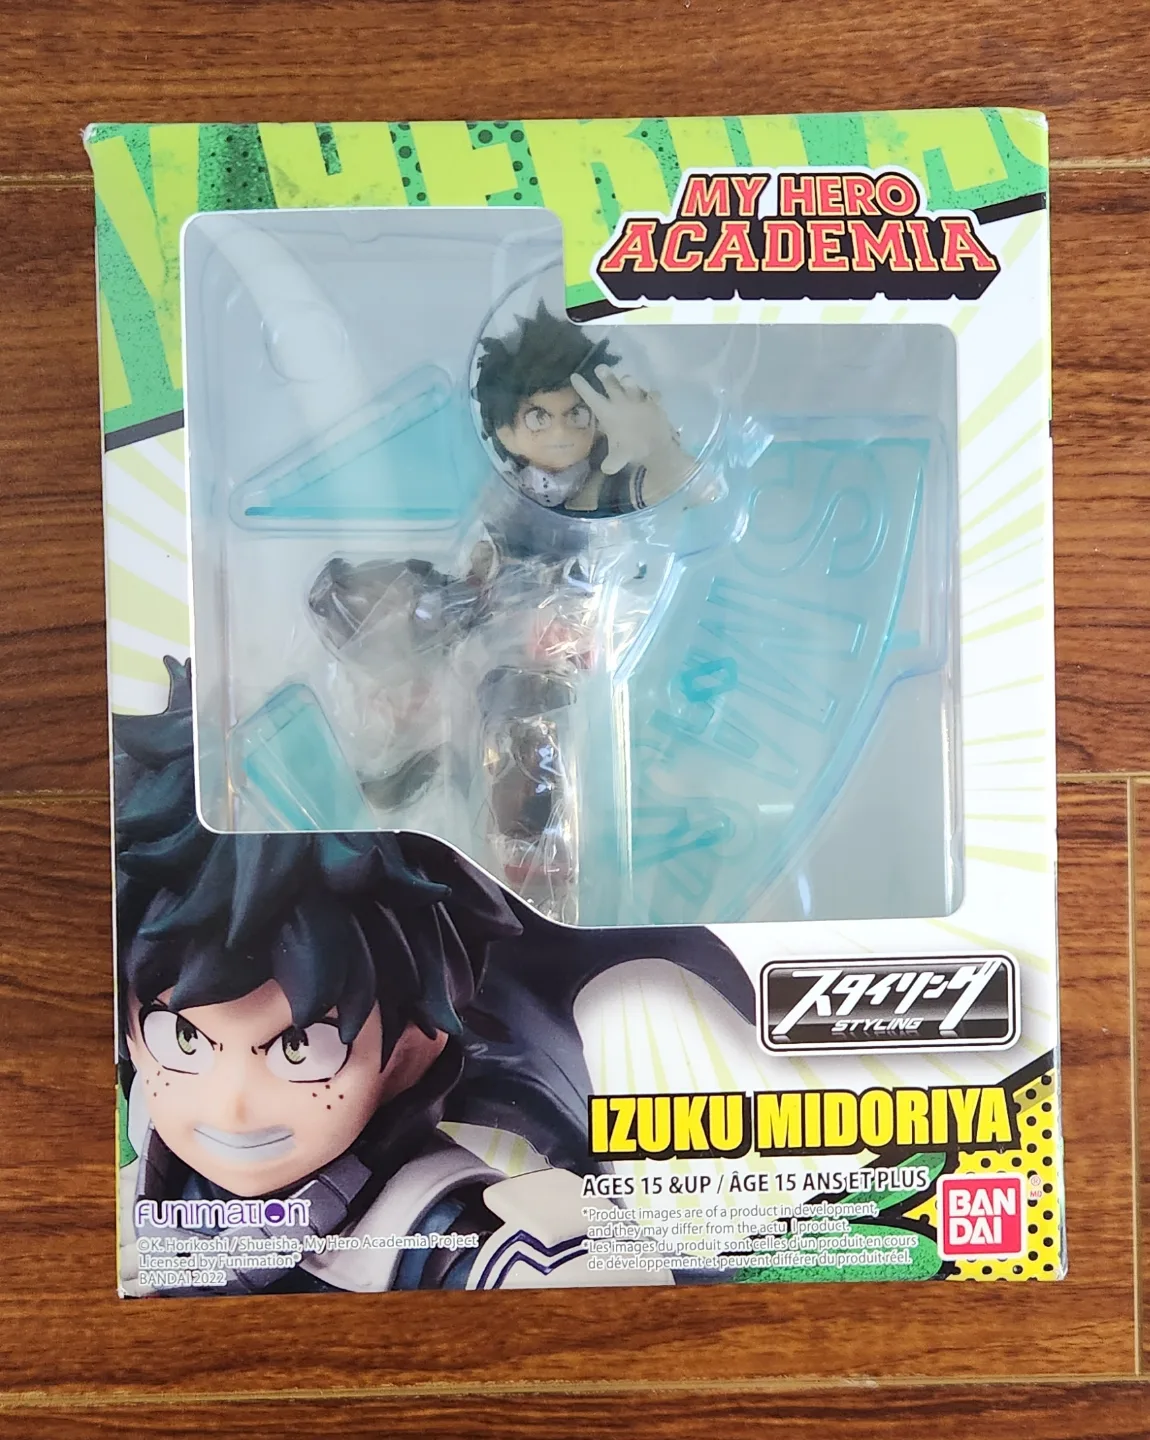 MY HERO
ACADEMIA
SMASH
スタイリング
STYLING
IZUKU MIDORIYA
AGES 15 & UP / ÂGE 15 ANS ET PLUS
*Product images are of a product in development,
and they may differ from the actual product.
*Les images du produit sont celles d'un produit en cours
de développement et peuvent différer du produit réel.
BAN
DAI
®
MD
FUNIMATION
©K. Horikoshi / Shueisha, My Hero Academia Project
Licensed by Funimation®
BANDAI 2022